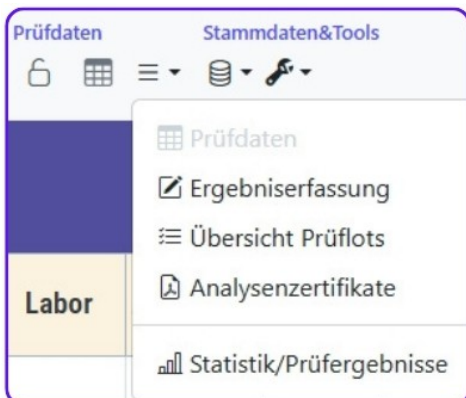 Prüfdaten Stammdaten&Tools
Prüfdaten
Ergebniserfassung
Übersicht Prüflots
Analysenzertifikate
Labor
Statistik/Prüfergebnisse